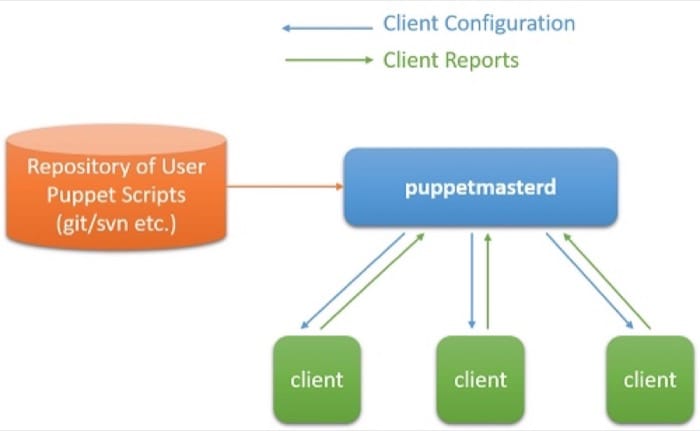 Client Configuration
Client Reports
Repository of User
Puppet Scripts
(git/svn etc.)
puppetmasterd
client
client
client